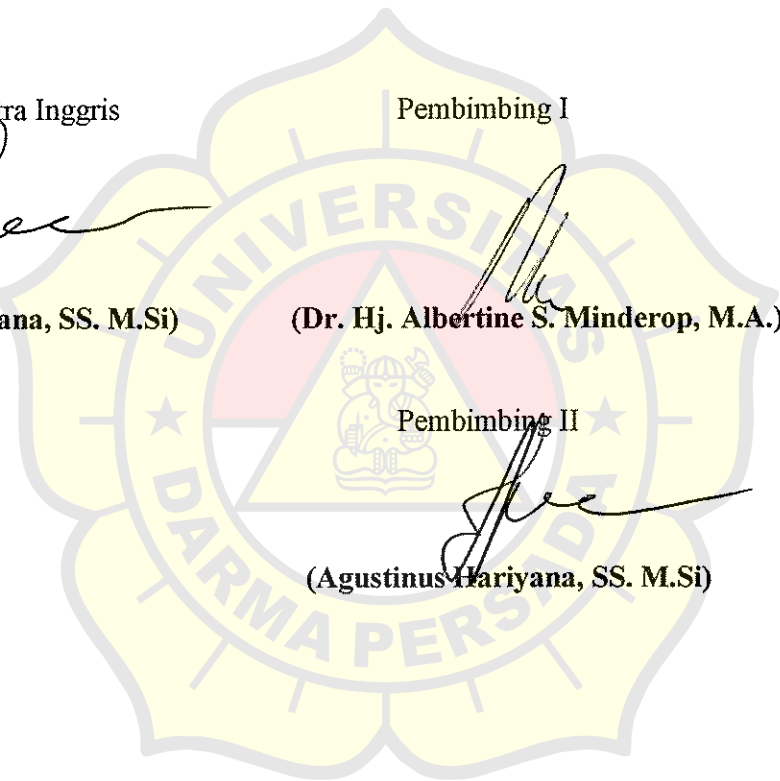 ra Inggris Pembimbing I
ana, SS. M.Si) (Dr. Hj. Albertine S. Minderop, M.A.)
Pembimbing II
(Agustinus Hariyana, SS. M.Si)
UNIVERSITAS
DARMA PERSADA